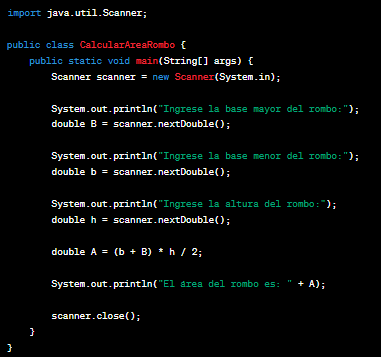 import java.util.Scanner;
public class CalcularAreaRombo {
public static void main(String[] args) {
Scanner scanner = new Scanner(System.in);
System.out.println("Ingrese la base mayor del rombo:");
double B = scanner.nextDouble();
System.out.println("Ingrese la base menor del rombo:");
double b = scanner.nextDouble();
System.out.println("Ingrese la altura del rombo:");
double h = scanner.nextDouble();
double A = (b + B) * h / 2;
System.out.println("El área del rombo es: " + A);
scanner.close();
}
}